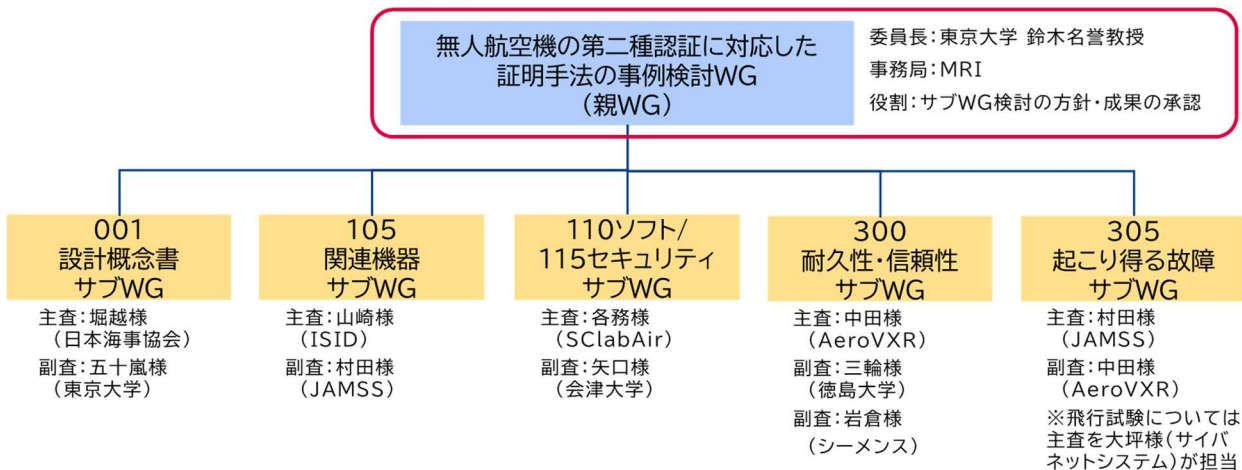 無人航空機の第二種認証に対応した
証明手法の事例検討WG
(親WG)
委員長:東京大学 鈴木名誉教授
事務局:MRI
役割:サブWG検討の方針・成果の承認
001
設計概念書
サブWG
主査:堀越様
(日本海事協会)
副査:五十嵐様
(東京大学)
105
関連機器
サブWG
主査:山崎様
(ISID)
副査:村田様
(JAMSS)
110ソフト/
115セキュリティ
サブWG
主査:各務様
(SClabAir)
副査:矢口様
(会津大学)
300
耐久性・信頼性
サブWG
主査:中田様
(AeroVXR)
副査:三輪様
(徳島大学)
副査:岩倉様
(シーメンス)
305
起こり得る故障
サブWG
主査:村田様
(JAMSS)
副査:中田様
(AeroVXR)
※飛行試験については
主査を大坪様(サイバ
ネットシステム)が担当